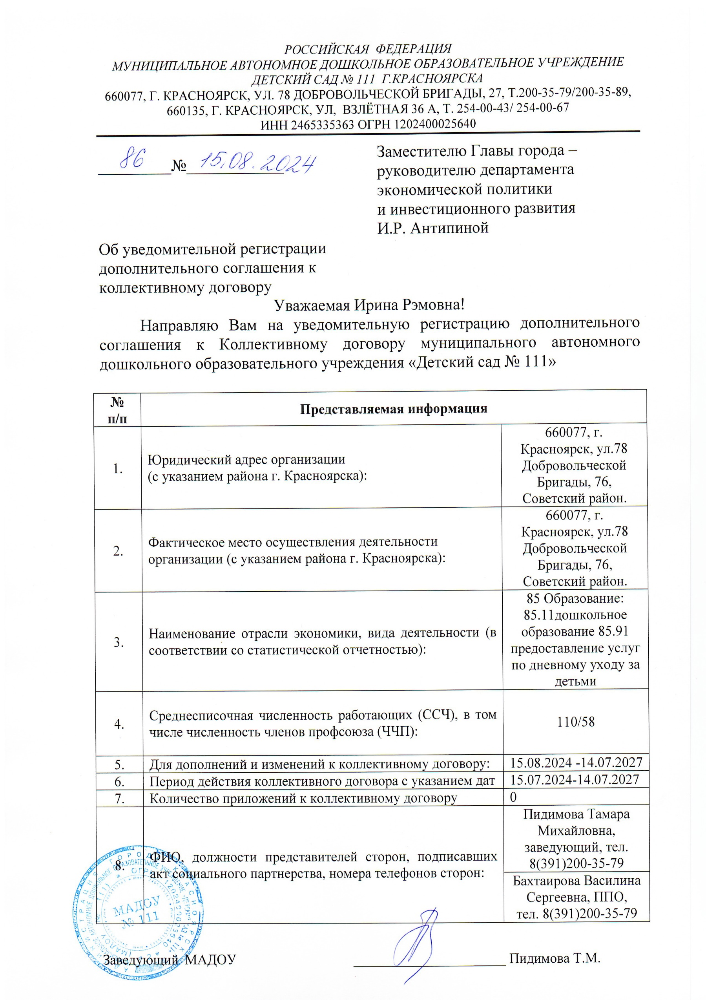 РОССИЙСКАЯ ФЕДЕРАЦИЯ
МУНИЦИПАЛЬНОЕ АВТОНОМНОЕ ДОШКОЛЬНОЕ ОБРАЗОВАТЕЛЬНОЕ УЧРЕЖДЕНИЕ
ДЕТСКИЙ САД № 111 Г.КРАСНОЯРСКА
660077, Г. КРАСНОЯРСК, УЛ. 78 ДОБРОВОЛЬЧЕСКОЙ БРИГАДЫ, 27, Т.200-35-79/200-35-89,
660135, Г. КРАСНОЯРСК, УЛ, ВЗЛЁТНАЯ 36 А, Т. 254-00-43/ 254-00-67
ИНН 2465335363 ОГРН 1202400025640
86 № 15.08.2024
Заместителю Главы города –
руководителю департамента
экономической политики
и инвестиционного развития
И.Р. Антипиной
Об уведомительной регистрации
дополнительного соглашения к
коллективному договору
Уважаемая Ирина Рэмовна!
Направляю Вам на уведомительную регистрацию дополнительного
соглашения к Коллективному договору муниципального автономного
дошкольного образовательного учреждения «Детский сад № 111»
№
п/п
Представляемая информация
1.
Юридический адрес организации
(с указанием района г. Красноярска):
660077, г.
Красноярск, ул.78
Добровольческой
Бригады, 76,
Советский район.
2.
Фактическое место осуществления деятельности
организации (с указанием района г. Красноярска):
660077, г.
Красноярск, ул.78
Добровольческой
Бригады, 76,
Советский район.
3.
Наименование отрасли экономики, вида деятельности (в
соответствии со статистической отчетностью):
85 Образование:
85.11дошкольное
образование 85.91
предоставление услуг
по дневному уходу за
детьми
4.
Среднесписочная численность работающих (ССЧ), в том
числе численность членов профсоюза (ЧЧП):
110/58
5.
Для дополнений и изменений к коллективному договору:
15.08.2024 -14.07.2027
6.
Период действия коллективного договора с указанием дат
15.07.2024-14.07.2027
7.
Количество приложений к коллективному договору
0
8.
ФИО, должности представителей сторон, подписавших
акт социального партнерства, номера телефонов сторон:
Пидимова Тамара
Михайловна,
заведующий, тел.
8(391)200-35-79
Бахтаирова Василина
Сергеевна, ППО,
тел. 8(391)200-35-79
МАДОУ
№ 111
Заведующий МАДОУ
Пидимова Т.М.